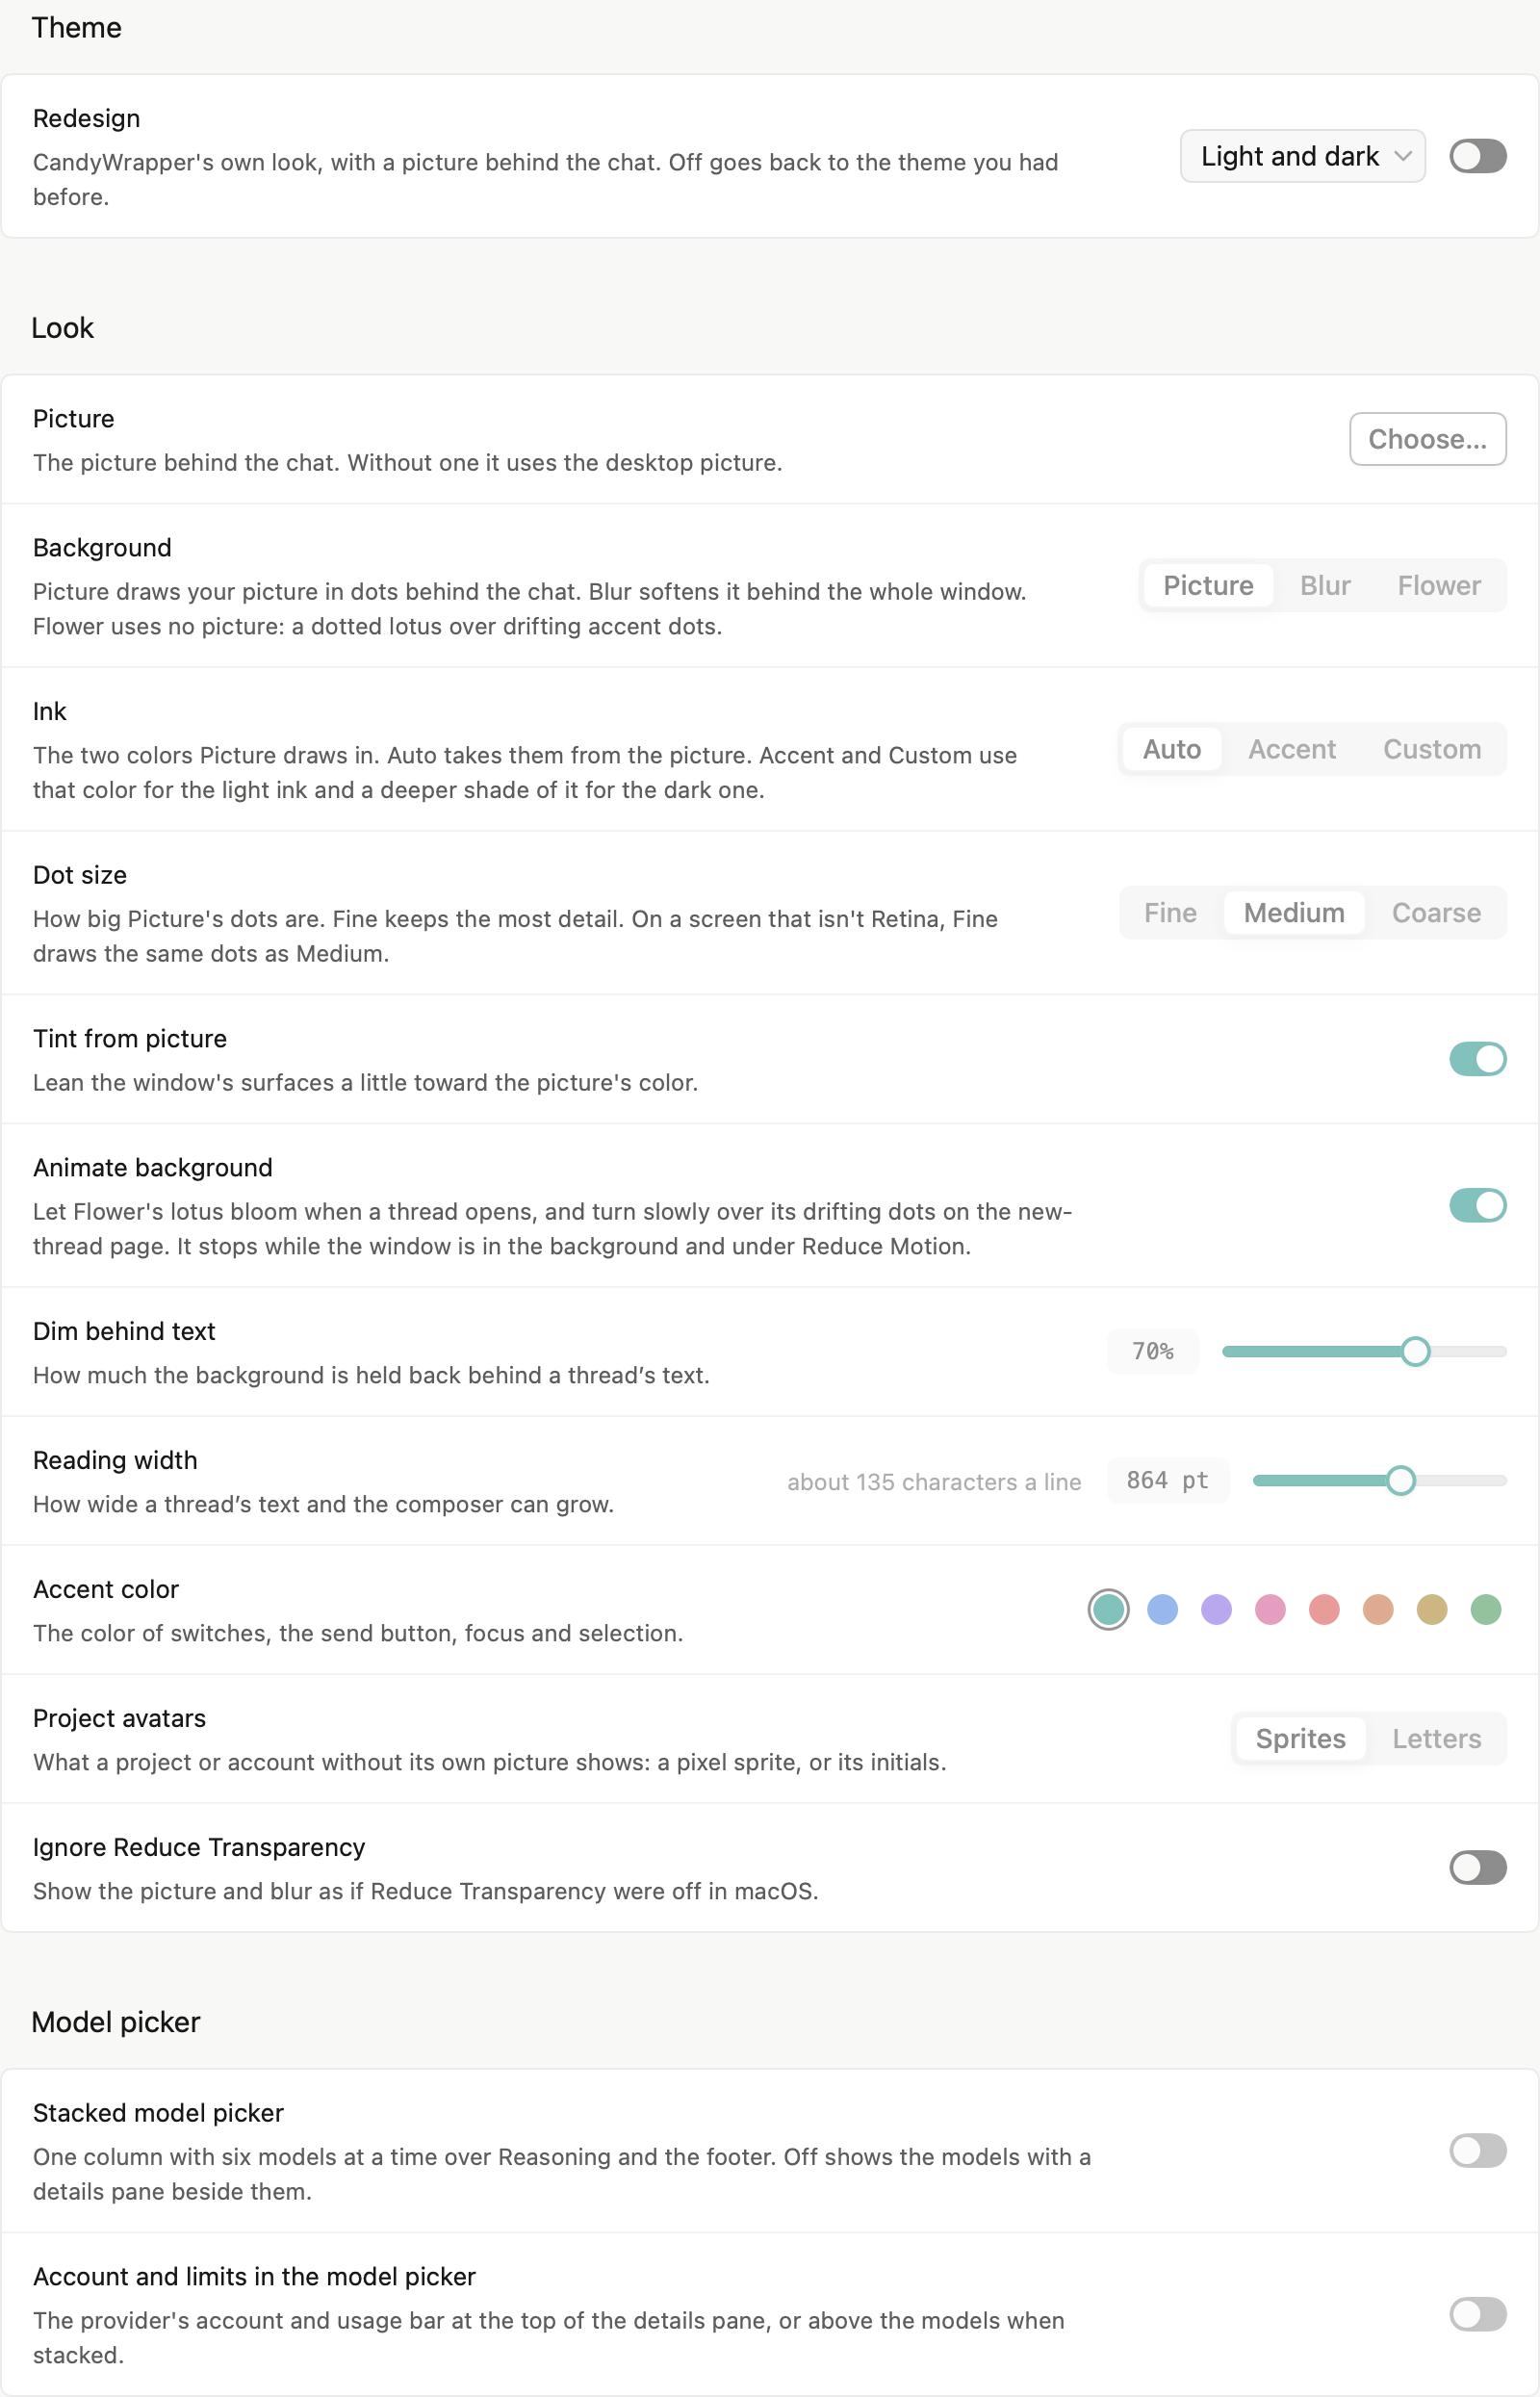 Theme
Redesign
CandyWrapper's own look, with a picture behind the chat. Off goes back to the theme you had
before.
Light and dark
Look
Picture
The picture behind the chat. Without one it uses the desktop picture.
Choose...
Background
Picture draws your picture in dots behind the chat. Blur softens it behind the whole window.
Flower uses no picture: a dotted lotus over drifting accent dots.
Picture Blur Flower
Ink
The two colors Picture draws in. Auto takes them from the picture. Accent and Custom use
that color for the light ink and a deeper shade of it for the dark one.
Auto Accent Custom
Dot size
How big Picture's dots are. Fine keeps the most detail. On a screen that isn't Retina, Fine
draws the same dots as Medium.
Fine Medium Coarse
Tint from picture
Lean the window's surfaces a little toward the picture's color.
Animate background
Let Flower's lotus bloom when a thread opens, and turn slowly over its drifting dots on the new-
thread page. It stops while the window is in the background and under Reduce Motion.
Dim behind text
How much the background is held back behind a thread’s text.
70%
Reading width
How wide a thread’s text and the composer can grow.
about 135 characters a line
864 pt
Accent color
The color of switches, the send button, focus and selection.
Project avatars
What a project or account without its own picture shows: a pixel sprite, or its initials.
Sprites Letters
Ignore Reduce Transparency
Show the picture and blur as if Reduce Transparency were off in macOS.
Model picker
Stacked model picker
One column with six models at a time over Reasoning and the footer. Off shows the models with a
details pane beside them.
Account and limits in the model picker
The provider's account and usage bar at the top of the details pane, or above the models when
stacked.